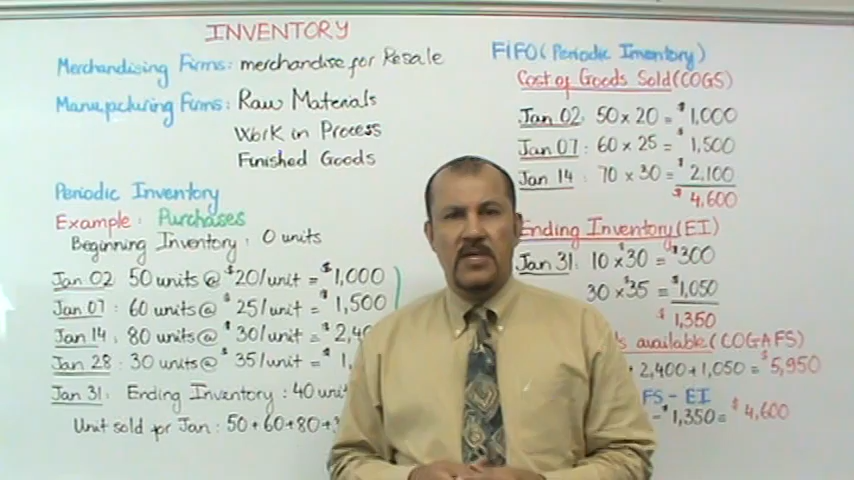 INVENTORY
Merchandising Firms: merchandise for Resale
Manufacturing Firms: Raw Materials
Work in Process
Finished Goods
Periodic Inventory
Example: Purchases
Beginning Inventory: 0 units
Jan 02 50 units @ $20/unit = $1,000
Jan 07: 60 units @ $25/unit = $1,500
Jan 14: 80 units @ $30/unit = $2,4
Jan 28: 30 units @ $35/unit = $1,
Jan 31: Ending Inventory: 40 unit
Unit sold for Jan: 50+60+80+
FIFO (Periodic Inventory)
Cost of Goods Sold (COGS)
Jan 02: 50 x 20 = $1,000
Jan 07: 60 x 25 = $1,500
Jan 14: 70 x 30 = $2,100
$4,600
Ending Inventory (EI)
Jan 31: 10 x $30 = $300
30 x $35 = $1,050
$1,350
s available (COGAFS)
+ 2,400 + 1,050 = $5,950
FS - EI
- $1,350 = $4,600